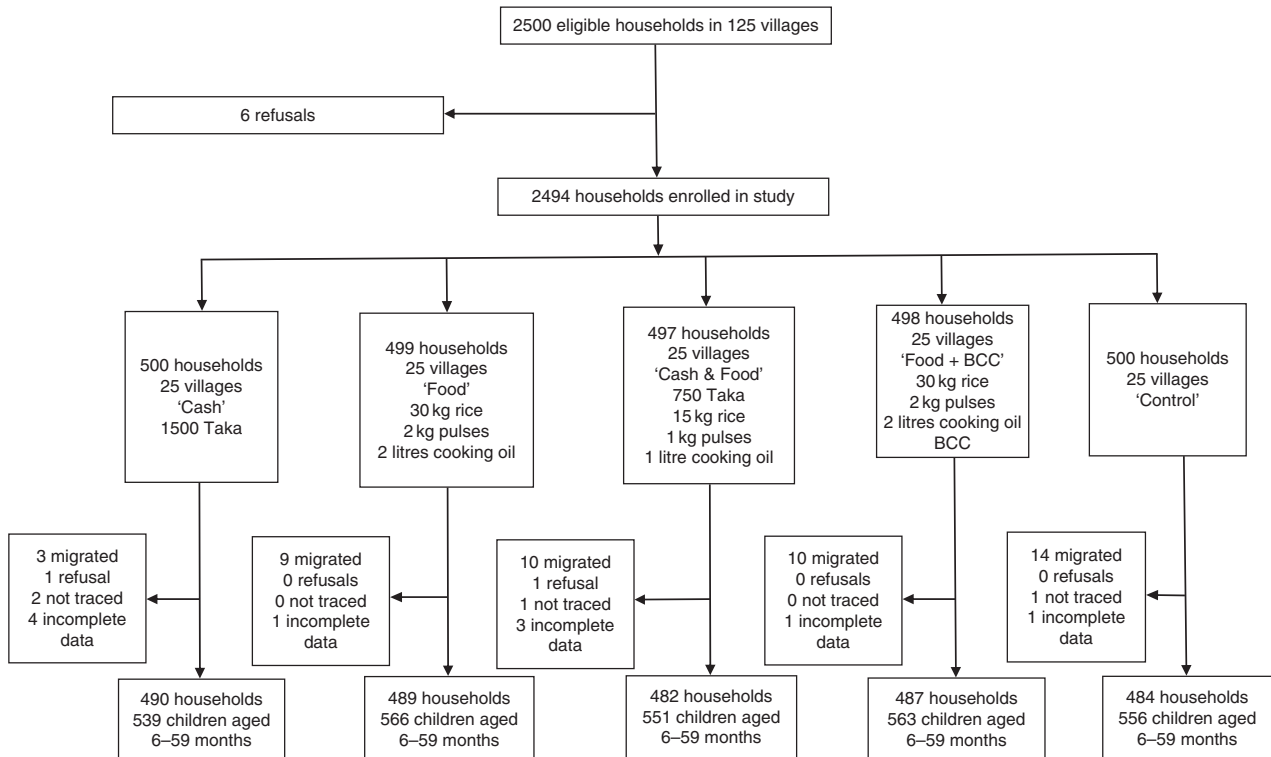 2500 eligible households in 125 villages
6 refusals
2494 households enrolled in study
500 households
25 villages
‘Cash’
1500 Taka
499 households
25 villages
‘Food’
30 kg rice
2 kg pulses
2 litres cooking oil
497 households
25 villages
‘Cash & Food’
750 Taka
15 kg rice
1 kg pulses
1 litre cooking oil
498 households
25 villages
‘Food + BCC’
30 kg rice
2 kg pulses
2 litres cooking oil
BCC
500 households
25 villages
‘Control’
3 migrated
1 refusal
2 not traced
4 incomplete
data
9 migrated
0 refusals
0 not traced
1 incomplete
data
10 migrated
1 refusal
1 not traced
3 incomplete
data
10 migrated
0 refusals
0 not traced
1 incomplete
data
14 migrated
0 refusals
1 not traced
1 incomplete
data
490 households
539 children aged
6–59 months
489 households
566 children aged
6–59 months
482 households
551 children aged
6–59 months
487 households
563 children aged
6–59 months
484 households
556 children aged
6–59 months